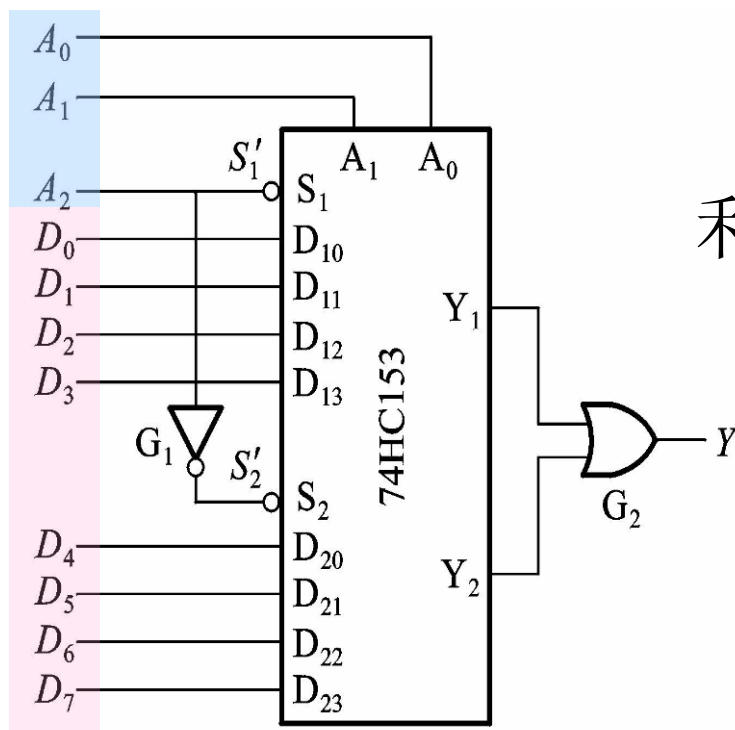 A₀
A₁
S₁′ A₁ A₀
A₂ S₁
D₀ D₁₀
D₁ D₁₁
D₂ D₁₂ Y₁
D₃ D₁₃
74HC153
G₁ S₂′ Y
S₂ G₂
D₄ D₂₀
D₅ D₂₁ Y₂
D₆ D₂₂
D₇ D₂₃